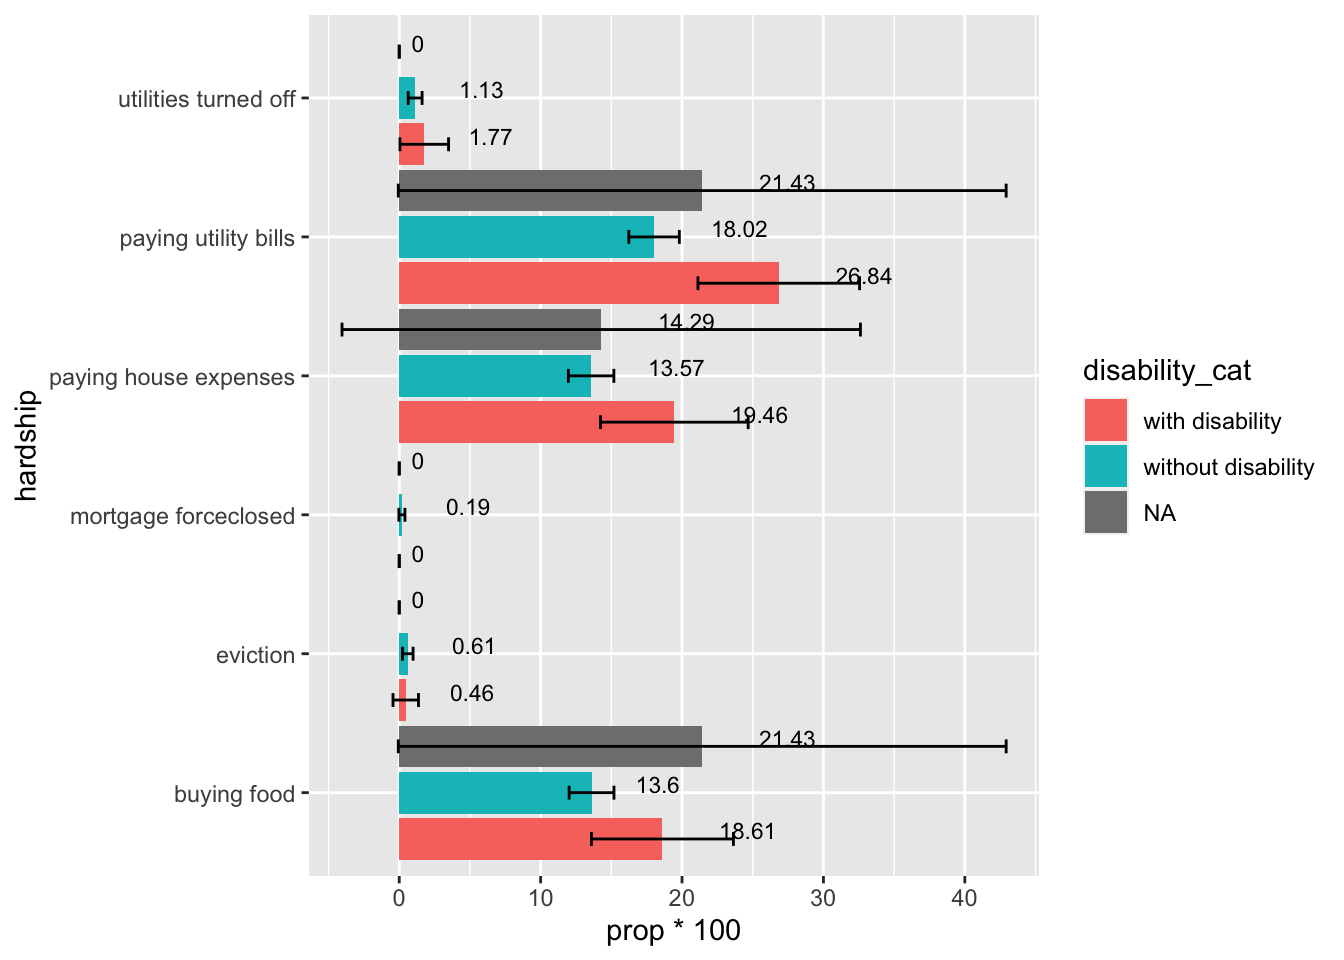 0
utilities turned off
1.13
1.77
21.43
paying utility bills
18.02
26.84
14.29
paying house expenses
13.57
19.46
0
mortgage forceclosed
0.19
0
0
eviction
0.61
0.46
21.43
buying food
13.6
18.61
hardship
0 10 20 30 40
prop * 100
disability_cat
with disability
without disability
NA